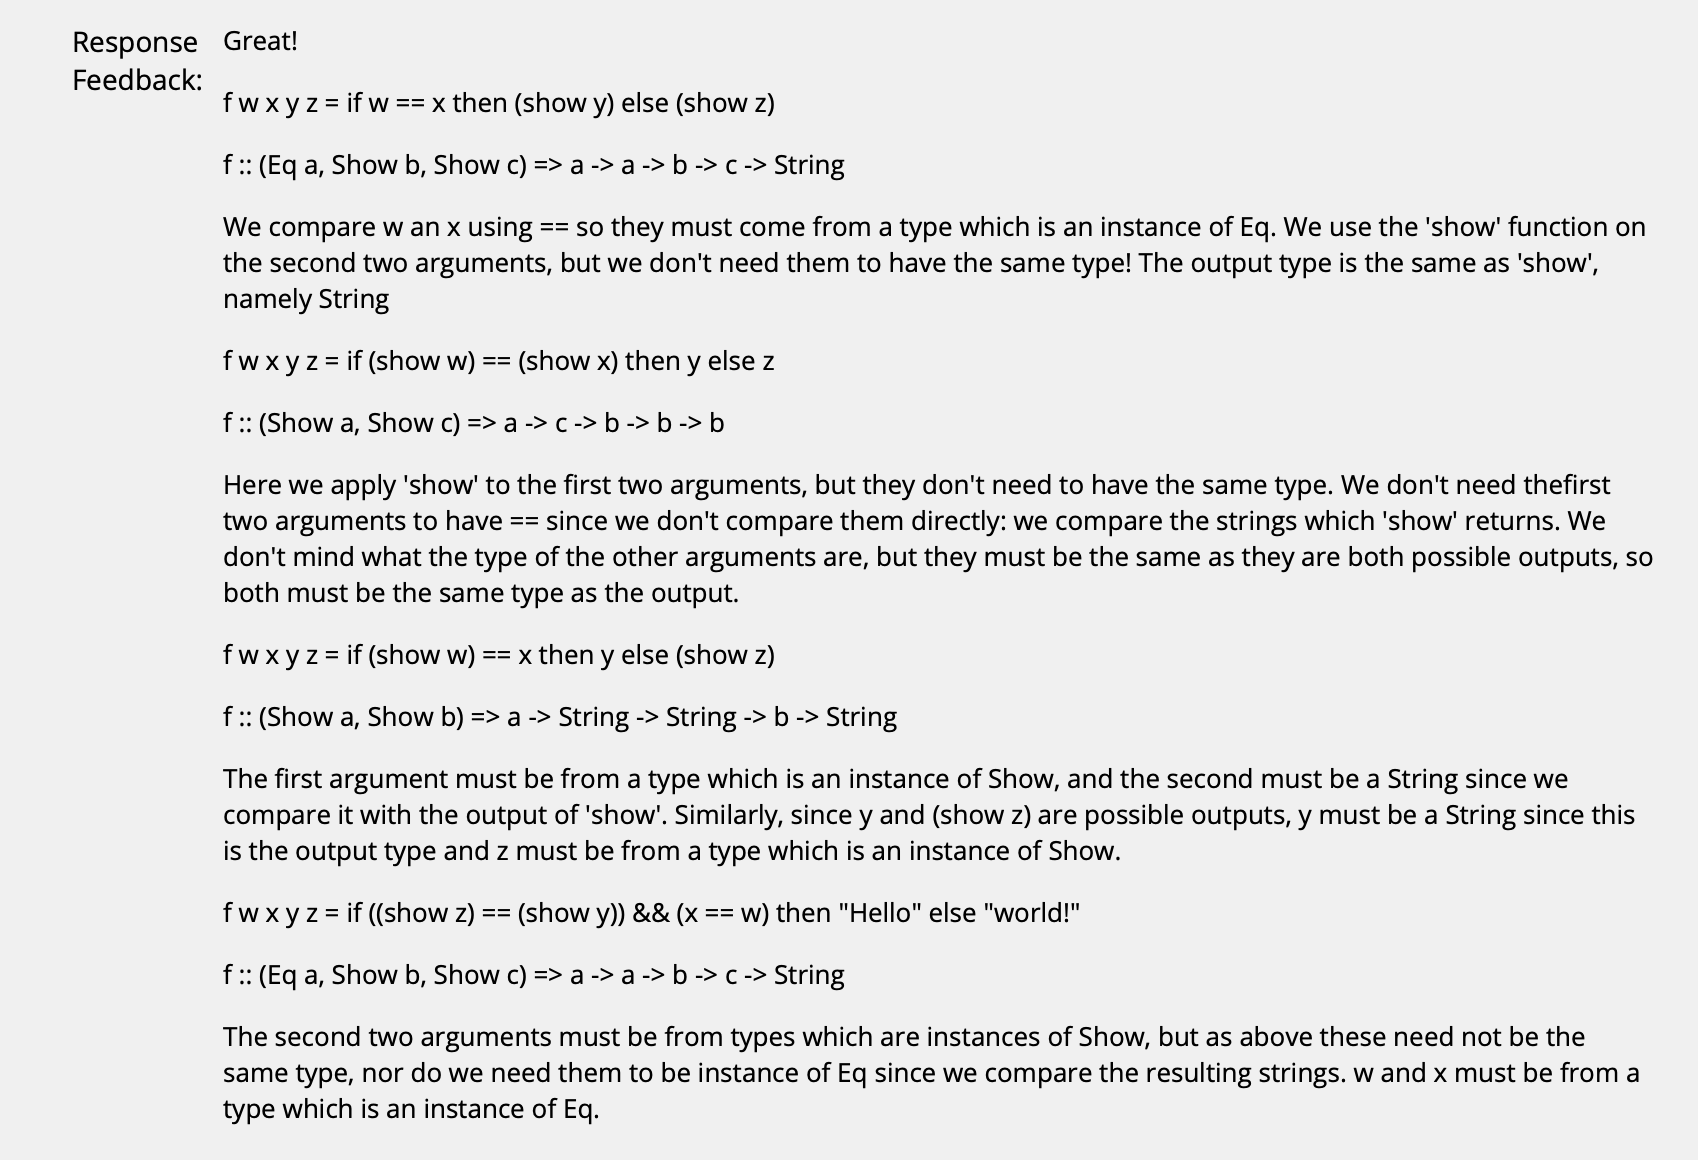 Response
Feedback:
Great!
f w x y z = if w == x then (show y) else (show z)
f :: (Eq a, Show b, Show c) => a -> a -> b -> c -> String
We compare w an x using == so they must come from a type which is an instance of Eq. We use the 'show' function on
the second two arguments, but we don't need them to have the same type! The output type is the same as 'show',
namely String
f w x y z = if (show w) == (show x) then y else z
f :: (Show a, Show c) => a -> c -> b -> b -> b
Here we apply 'show' to the first two arguments, but they don't need to have the same type. We don't need thefirst
two arguments to have == since we don't compare them directly: we compare the strings which 'show' returns. We
don't mind what the type of the other arguments are, but they must be the same as they are both possible outputs, so
both must be the same type as the output.
f w x y z = if (show w) == x then y else (show z)
f :: (Show a, Show b) => a -> String -> String -> b -> String
The first argument must be from a type which is an instance of Show, and the second must be a String since we
compare it with the output of 'show'. Similarly, since y and (show z) are possible outputs, y must be a String since this
is the output type and z must be from a type which is an instance of Show.
f w x y z = if ((show z) == (show y)) && (x == w) then "Hello" else "world!"
f :: (Eq a, Show b, Show c) => a -> a -> b -> c -> String
The second two arguments must be from types which are instances of Show, but as above these need not be the
same type, nor do we need them to be instance of Eq since we compare the resulting strings. w and x must be from a
type which is an instance of Eq.